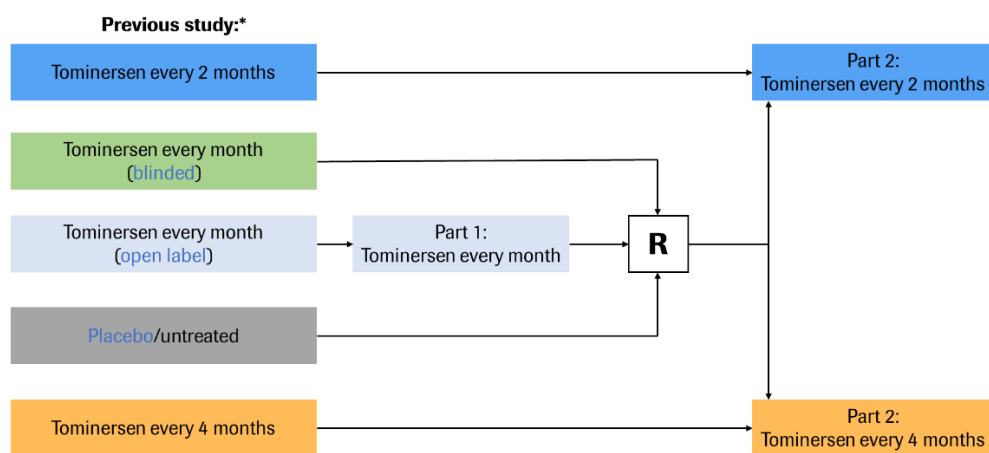 Previous study:*
Tominersen every 2 months
Part 2:
Tominersen every 2 months
Tominersen every month
(blinded)
Tominersen every month
(open label)
Part 1:
Tominersen every month
R
Placebo/untreated
Tominersen every 4 months
Part 2:
Tominersen every 4 months